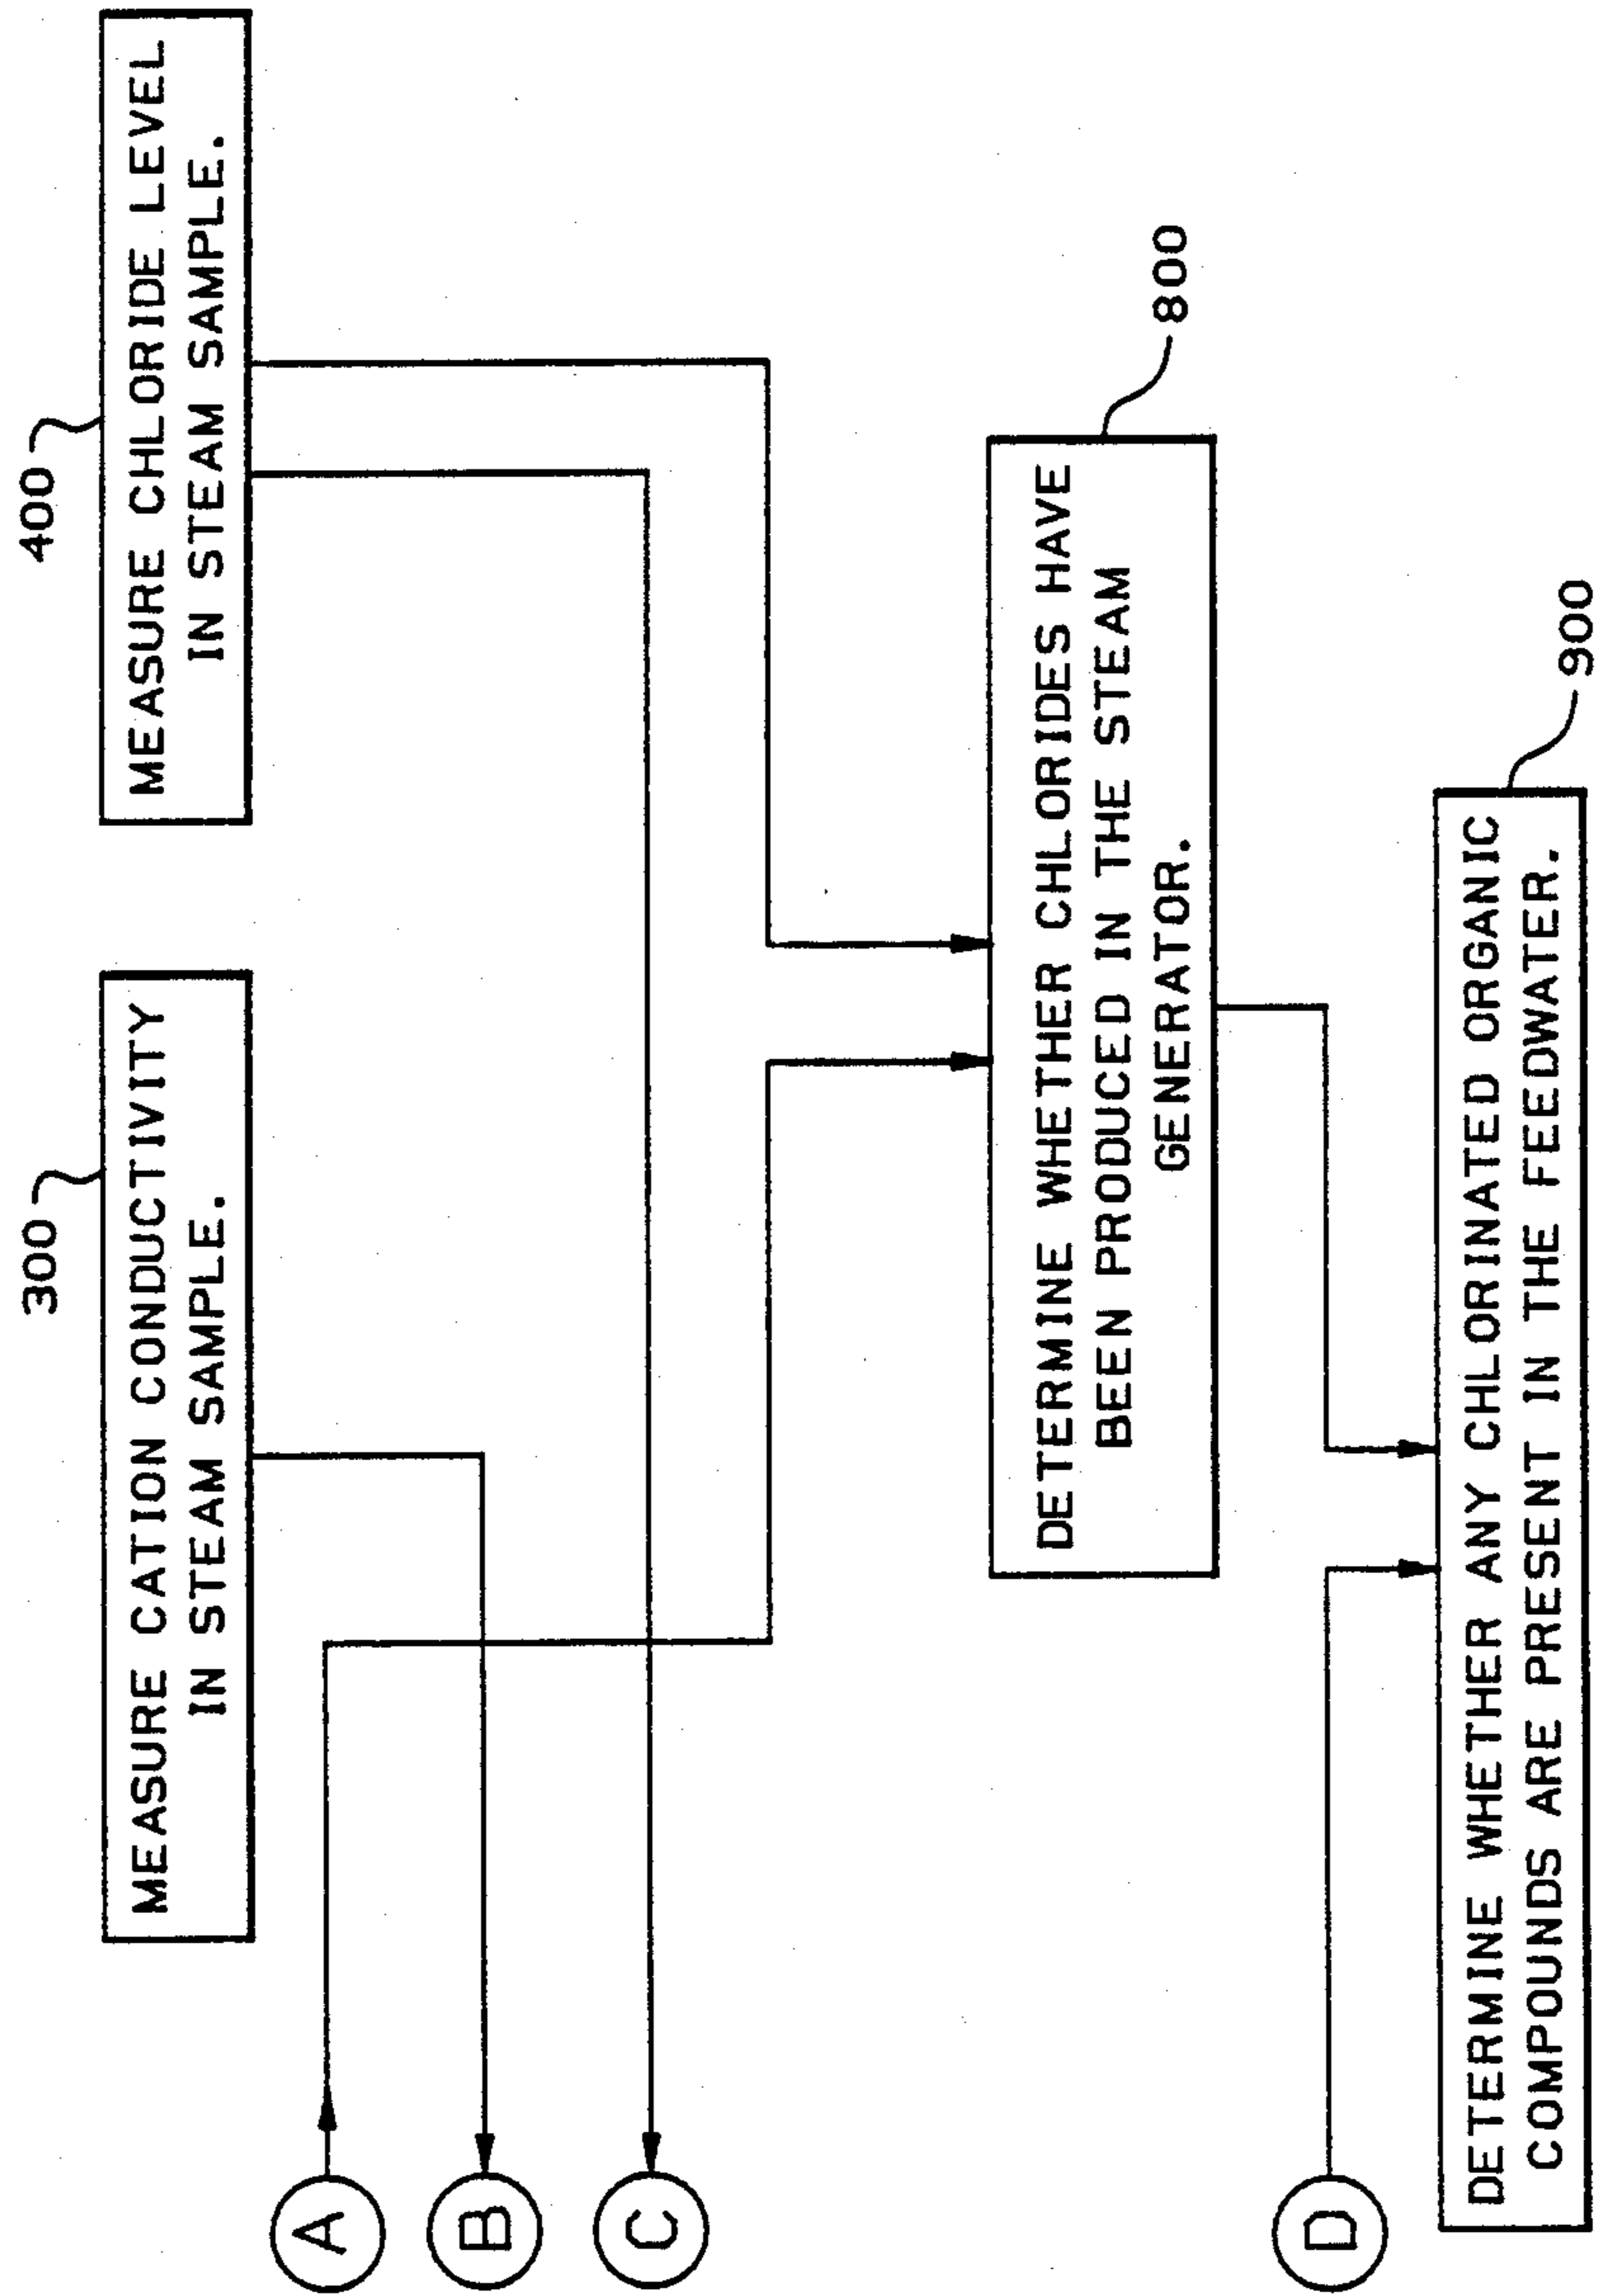 300
400
MEASURE CATION CONDUCTIVITY
IN STEAM SAMPLE.
MEASURE CHLORIDE LEVEL
IN STEAM SAMPLE.
A
B
C
DETERMINE WHETHER CHLORIDES HAVE
BEEN PRODUCED IN THE STEAM
GENERATOR.
800
D
DETERMINE WHETHER ANY CHLORINATED ORGANIC
COMPOUNDS ARE PRESENT IN THE FEEDWATER.
900